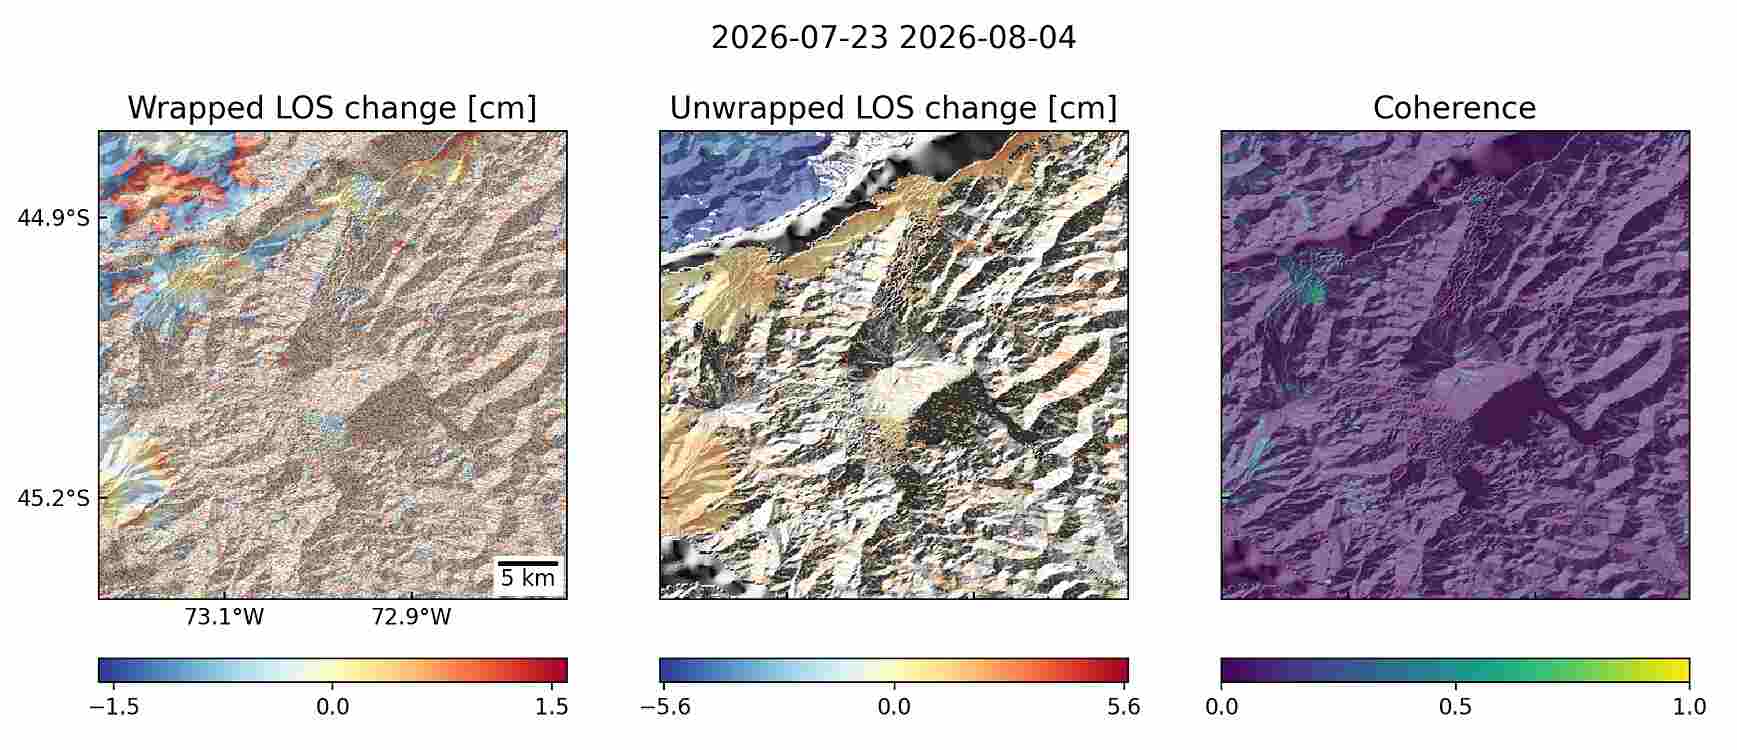 2026-07-23 2026-08-04
Wrapped LOS change [cm]
Unwrapped LOS change [cm]
Coherence
44.9°S
45.2°S
5 km
73.1°W
72.9°W
−1.5
0.0
1.5
−5.6
0.0
5.6
0.0
0.5
1.0